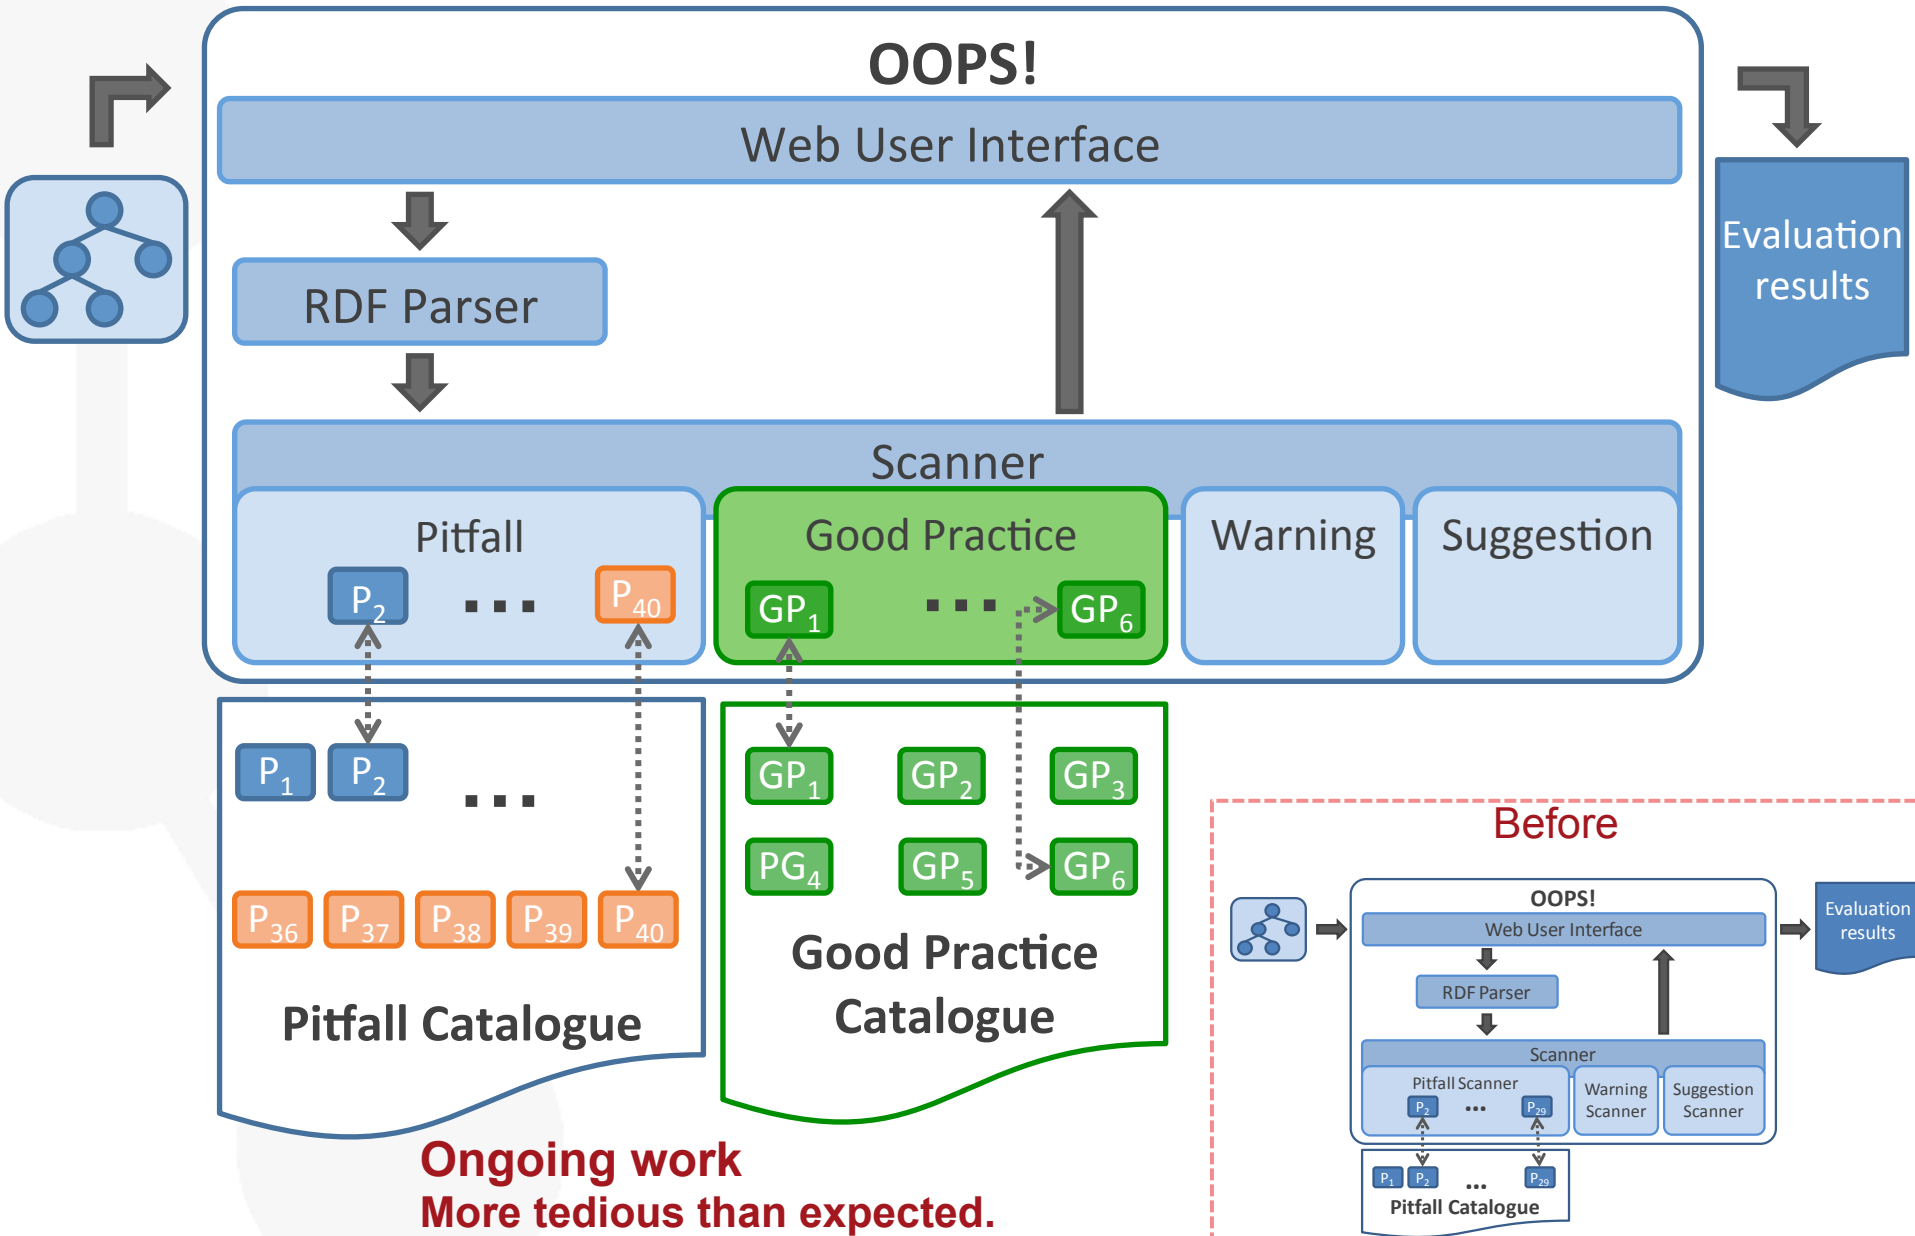 OOPS!
Web User Interface
Evaluation
results
RDF Parser
Scanner
Pitfall
Good Practice
Warning
Suggestion
P2 ... P40
GP1 ... GP6
P1 P2 ...
GP1 GP2 GP3
PG4 GP5 GP6
P36 P37 P38 P39 P40
Good Practice
Catalogue
Pitfall Catalogue
Ongoing work
More tedious than expected.
Before
OOPS!
Web User Interface
Evaluation
results
RDF Parser
Scanner
Pitfall Scanner
P2 ... P29
Warning
Scanner
Suggestion
Scanner
P1 P2 ... P29
Pitfall Catalogue